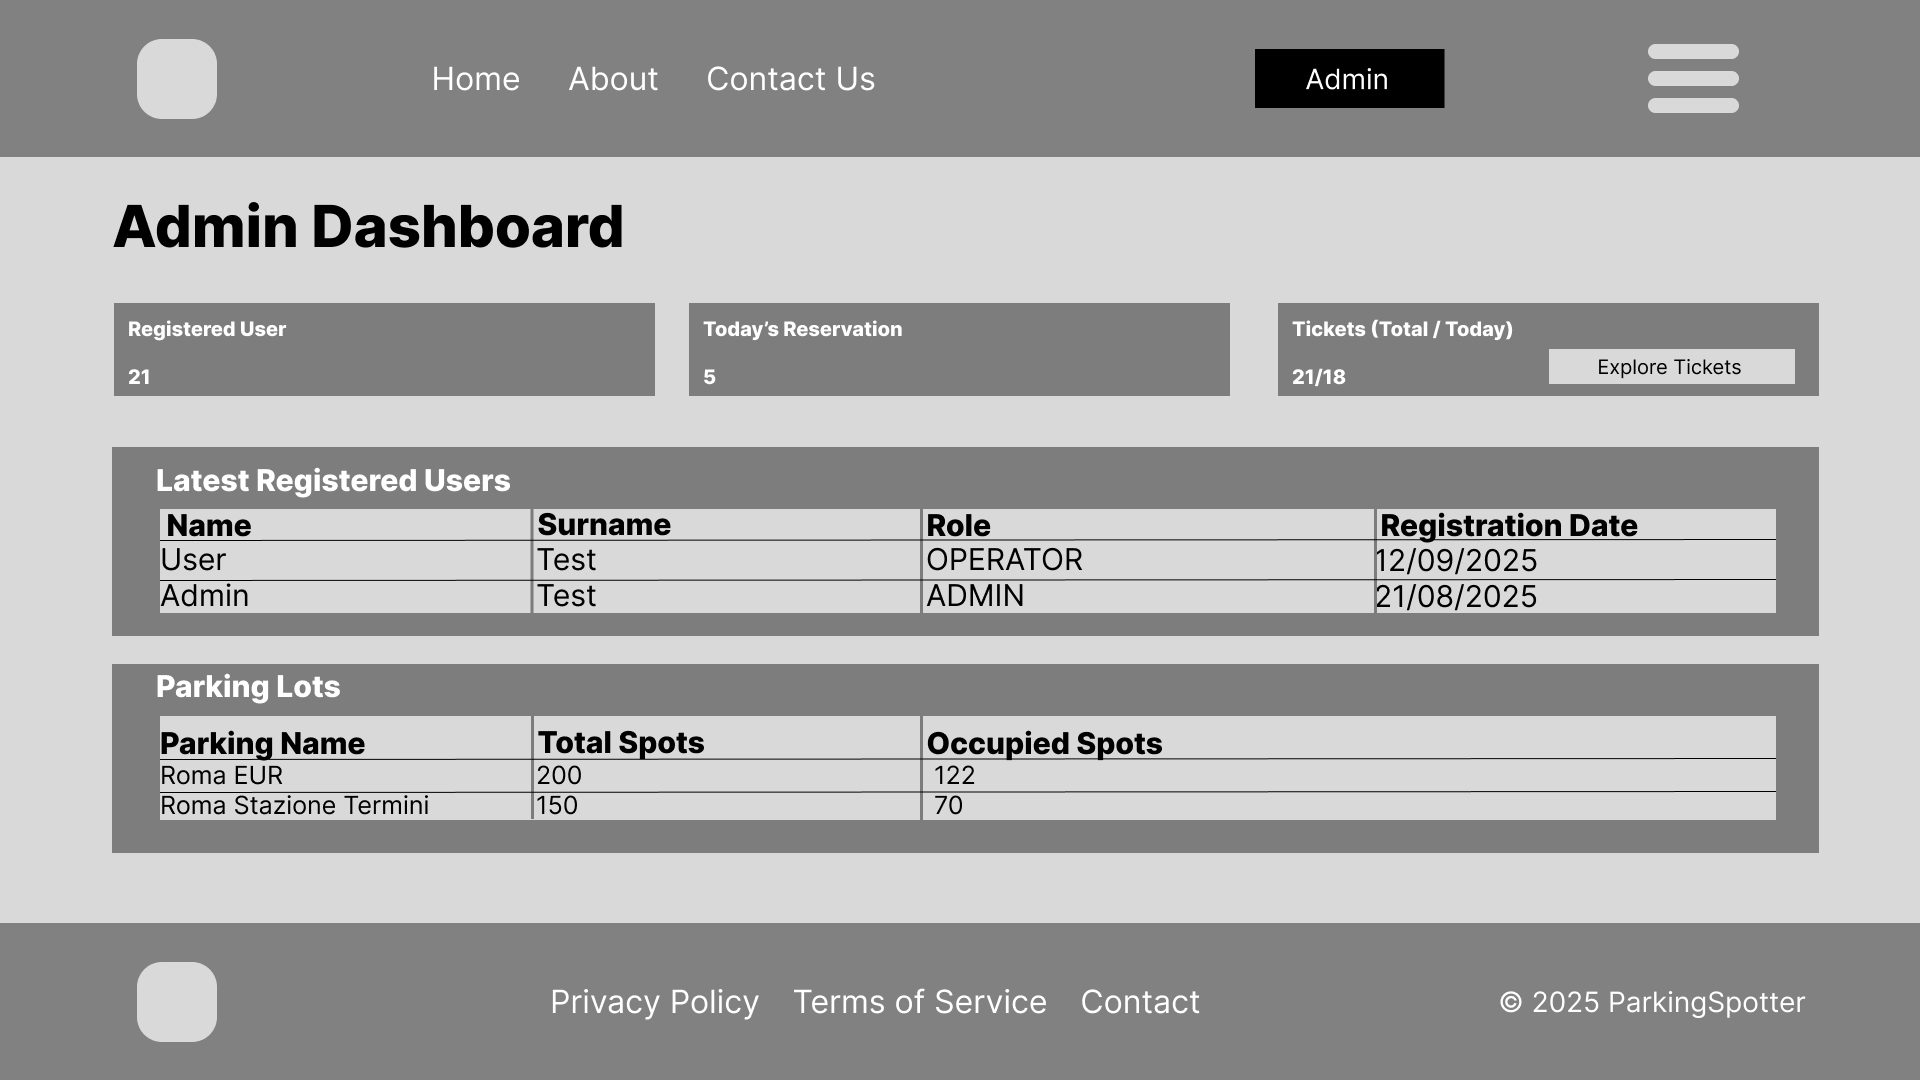 Home About Contact Us Admin
Admin Dashboard
Registered User Today’s Reservation Tickets (Total / Today)
21 5 21/18 Explore Tickets
Latest Registered Users
Name Surname Role Registration Date
User Test OPERATOR 12/09/2025
Admin Test ADMIN 21/08/2025
Parking Lots
Parking Name Total Spots Occupied Spots
Roma EUR 200 122
Roma Stazione Termini 150 70
Privacy Policy Terms of Service Contact © 2025 ParkingSpotter